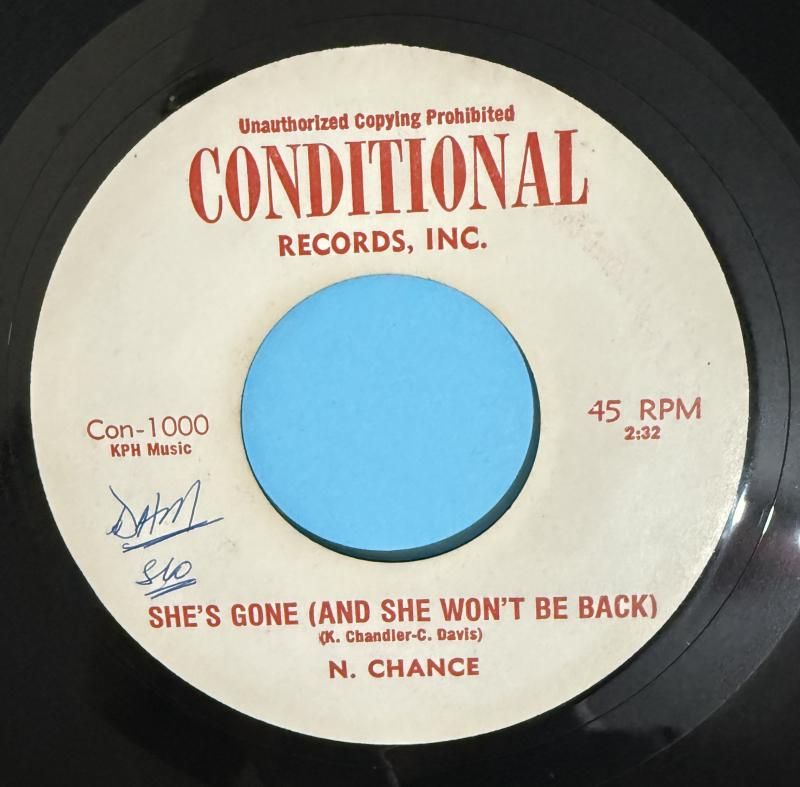 Unauthorized Copying Prohibited
CONDITIONAL
RECORDS, INC.
Con-1000
KPH Music
45 RPM
2:32
SHE'S GONE (AND SHE WON'T BE BACK)
(K. Chandler-C. Davis)
N. CHANCE